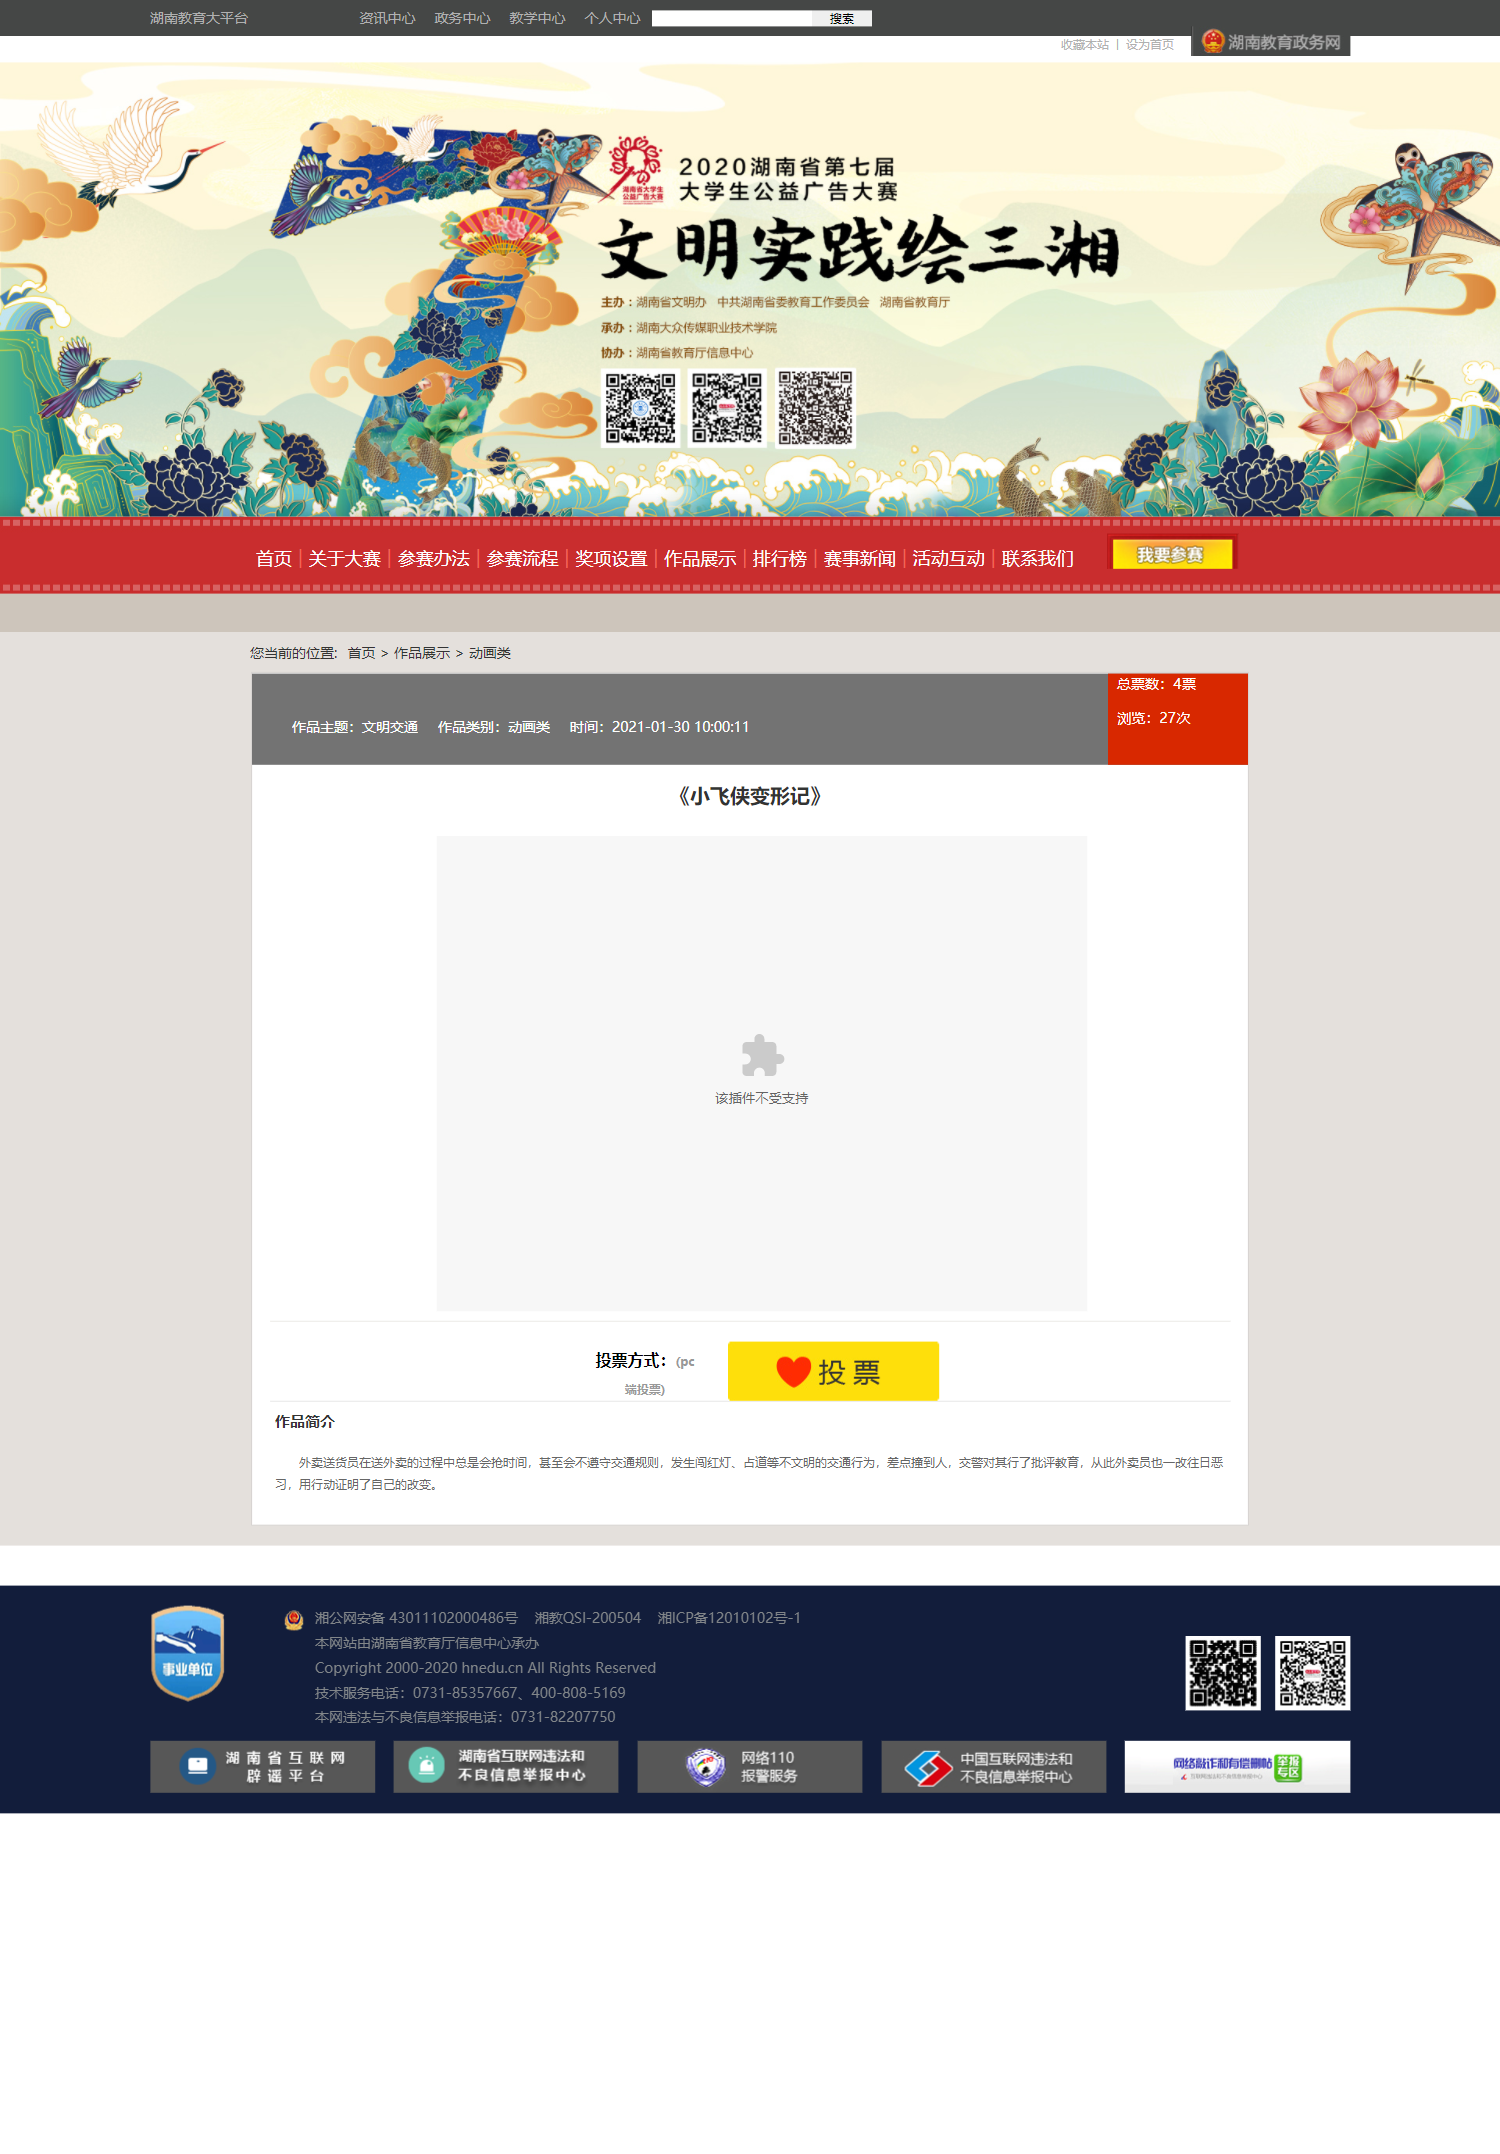 湖南教育大平台 资讯中心 政务中心 教学中心 个人中心 搜索
收藏本站 | 设为首页 湖南教育政务网
湖南省大学生
公益广告大赛
2020湖南省第七届
大学生公益广告大赛
文明实践绘三湘
主办：湖南省文明办 中共湖南省委教育工作委员会 湖南省教育厅
承办：湖南大众传媒职业技术学院
协办：湖南省教育厅信息中心
首页 | 关于大赛 | 参赛办法 | 参赛流程 | 奖项设置 | 作品展示 | 排行榜 | 赛事新闻 | 活动互动 | 联系我们 我要参赛
您当前的位置: 首页 > 作品展示 > 动画类
总票数：4票
浏览：27次
作品主题：文明交通 作品类别：动画类 时间：2021-01-30 10:00:11
《小飞侠变形记》
该插件不受支持
投票方式：(pc
端投票)
投 票
作品简介
外卖送货员在送外卖的过程中总是会抢时间，甚至会不遵守交通规则，发生闯红灯、占道等不文明的交通行为，差点撞到人，交警对其行了批评教育，从此外卖员也一改往日恶
习，用行动证明了自己的改变。
事业单位
湘公网安备 43011102000486号 湘教QSI-200504 湘ICP备12010102号-1
本网站由湖南省教育厅信息中心承办
Copyright 2000-2020 hnedu.cn All Rights Reserved
技术服务电话：0731-85357667、400-808-5169
本网违法与不良信息举报电话：0731-82207750
湖南省互联网
辟谣平台
湖南省互联网违法和
不良信息举报中心
网络110
报警服务
中国互联网违法和
不良信息举报中心
网络敲诈和有偿删帖
举报
专区